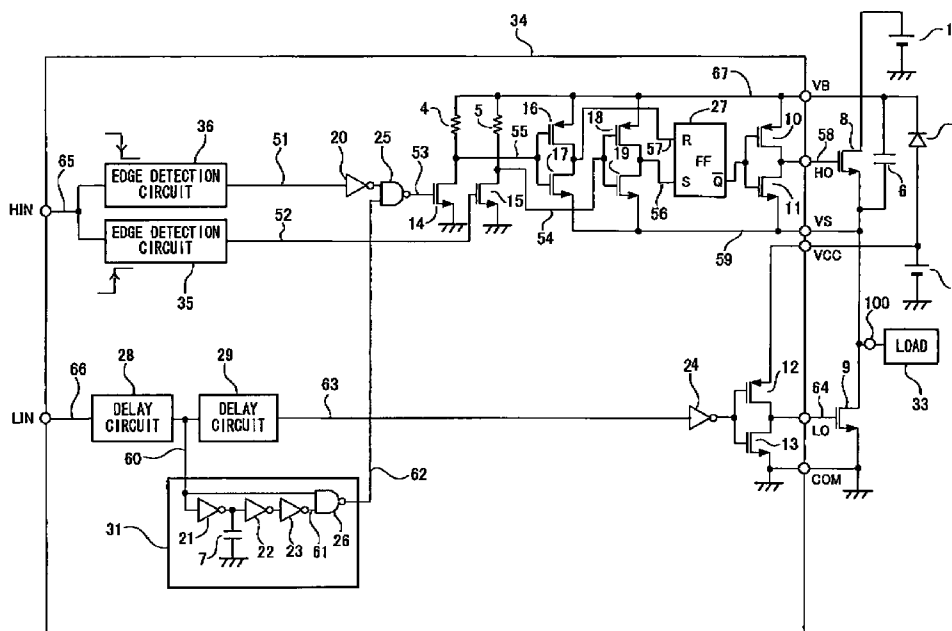 34
1
36
65
EDGE DETECTION
CIRCUIT
51
20
25
53
4
5
16
55
18
67
27
VB
10
58
8
HIN
52
EDGE DETECTION
CIRCUIT
35
14
15
17
19
57
R
FF
S
Q
56
54
HO
6
11
VS
59
VCC
100
LOAD
33
28
29
66
63
24
12
64
9
LIN
DELAY
CIRCUIT
DELAY
CIRCUIT
LO
13
60
62
COM
31
21
7
22
23
61
26